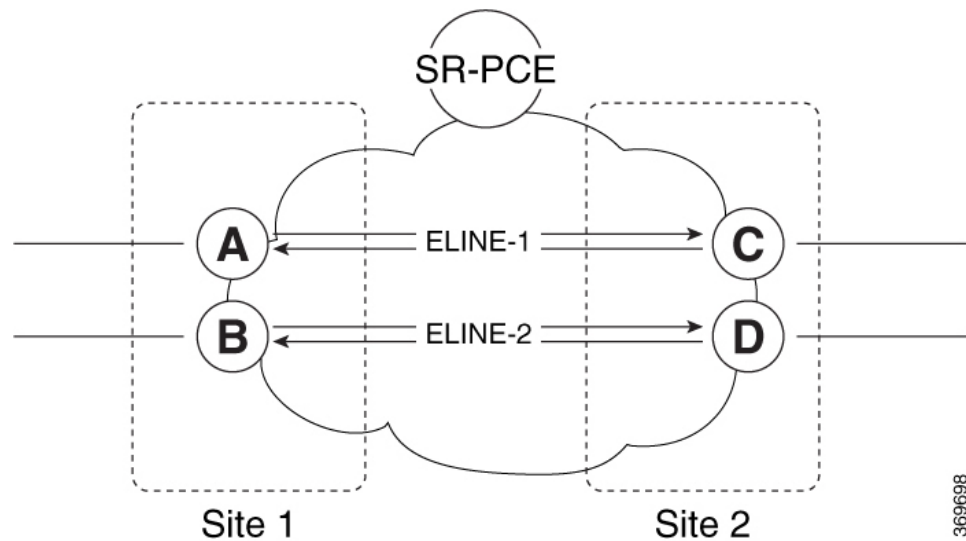 SR-PCE
A
ELINE-1
C
B
ELINE-2
D
Site 1
Site 2
369698